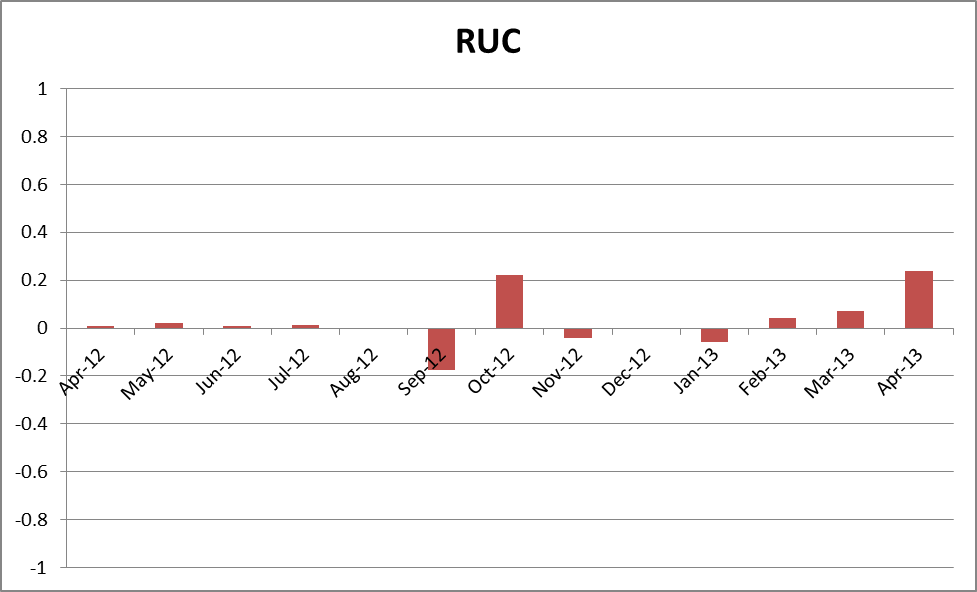 RUC
1
0.8
0.6
0.4
0.2
0
-0.2
-0.4
-0.6
-0.8
-1
Apr-12
May-12
Jun-12
Jul-12
Aug-12
Sep-12
Oct-12
Nov-12
Dec-12
Jan-13
Feb-13
Mar-13
Apr-13